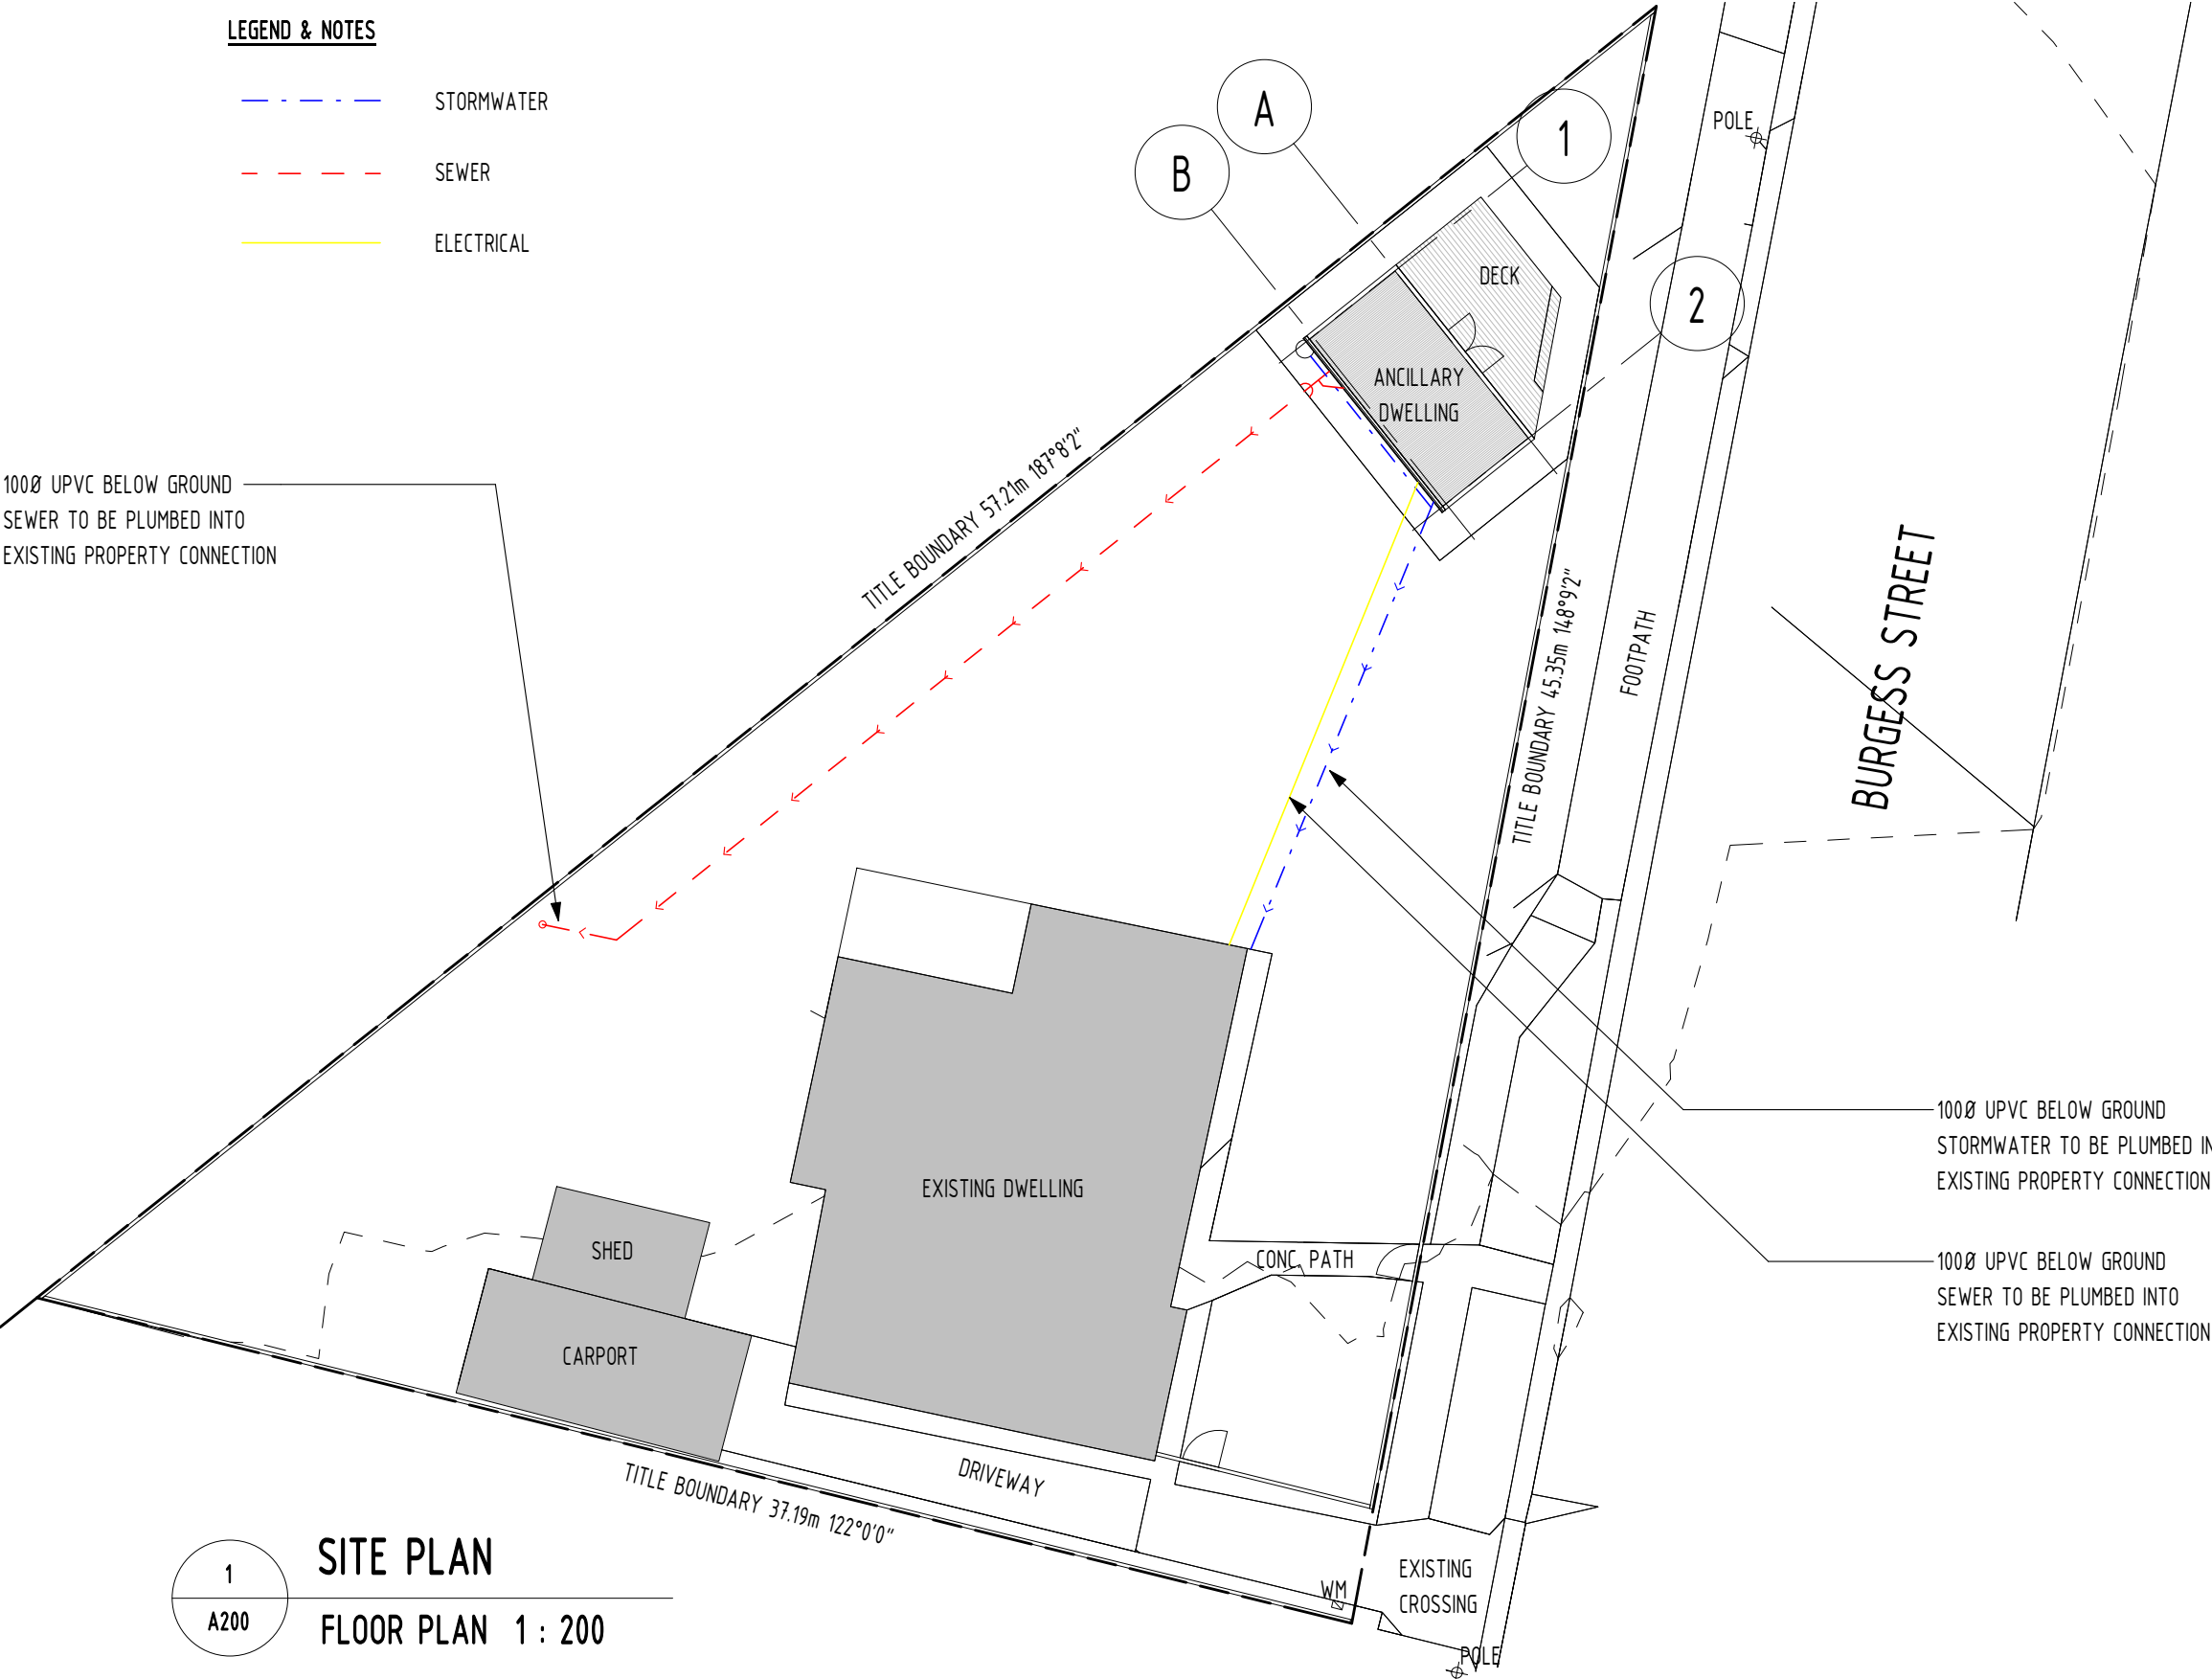 LEGEND & NOTES
STORMWATER
SEWER
ELECTRICAL
A
B
1
2
POLE
DECK
ANCILLARY
DWELLING
100Ø UPVC BELOW GROUND
SEWER TO BE PLUMBED INTO
EXISTING PROPERTY CONNECTION
TITLE BOUNDARY 57.21m 187°8'2"
TITLE BOUNDARY 45.35m 148°9'2"
FOOTPATH
BURGESS STREET
100Ø UPVC BELOW GROUND
STORMWATER TO BE PLUMBED IN
EXISTING PROPERTY CONNECTION
100Ø UPVC BELOW GROUND
SEWER TO BE PLUMBED INTO
EXISTING PROPERTY CONNECTION
EXISTING DWELLING
SHED
CARPORT
CONC. PATH
DRIVEWAY
TITLE BOUNDARY 37.19m 122°0'0"
WM
EXISTING
CROSSING
POLE
1
A200
SITE PLAN
FLOOR PLAN 1 : 200